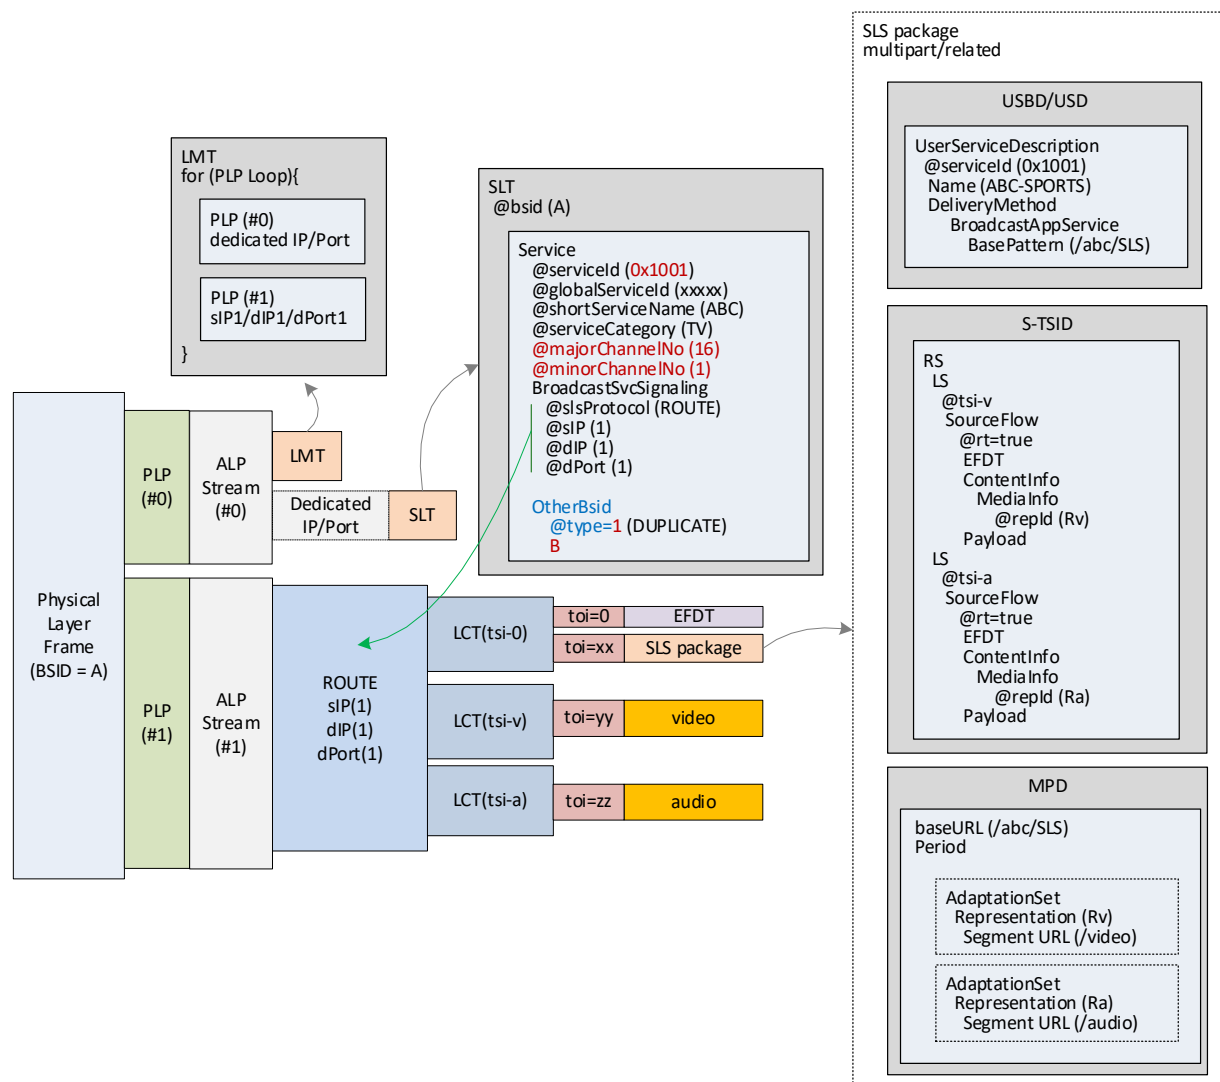 LMT
for (PLP Loop){
PLP (#0)
dedicated IP/Port
PLP (#1)
sIP1/dIP1/dPort1
}
SLT
@bsid (A)
Service
@serviceId (0x1001)
@globalServiceId (xxxxx)
@shortServiceName (ABC)
@serviceCategory (TV)
@majorChannelNo (16)
@minorChannelNo (1)
BroadcastSvcSignaling
@slsProtocol (ROUTE)
@sIP (1)
@dIP (1)
@dPort (1)
OtherBsid
@type=1 (DUPLICATE)
B
Physical
Layer
Frame
(BSID = A)
PLP
(#0)
ALP
Stream
(#0)
LMT
Dedicated
IP/Port
SLT
PLP
(#1)
ALP
Stream
(#1)
ROUTE
sIP(1)
dIP(1)
dPort(1)
LCT(tsi-0)
toi=0
EFDT
toi=xx
SLS package
LCT(tsi-v)
toi=yy
video
LCT(tsi-a)
toi=zz
audio
SLS package
multipart/related
USBD/USD
UserServiceDescription
@serviceId (0x1001)
Name (ABC-SPORTS)
DeliveryMethod
BroadcastAppService
BasePattern (/abc/SLS)
S-TSID
RS
LS
@tsi-v
SourceFlow
@rt=true
EFDT
ContentInfo
MediaInfo
@repId (Rv)
Payload
LS
@tsi-a
SourceFlow
@rt=true
EFDT
ContentInfo
MediaInfo
@repId (Ra)
Payload
MPD
baseURL (/abc/SLS)
Period
AdaptationSet
Representation (Rv)
Segment URL (/video)
AdaptationSet
Representation (Ra)
Segment URL (/audio)